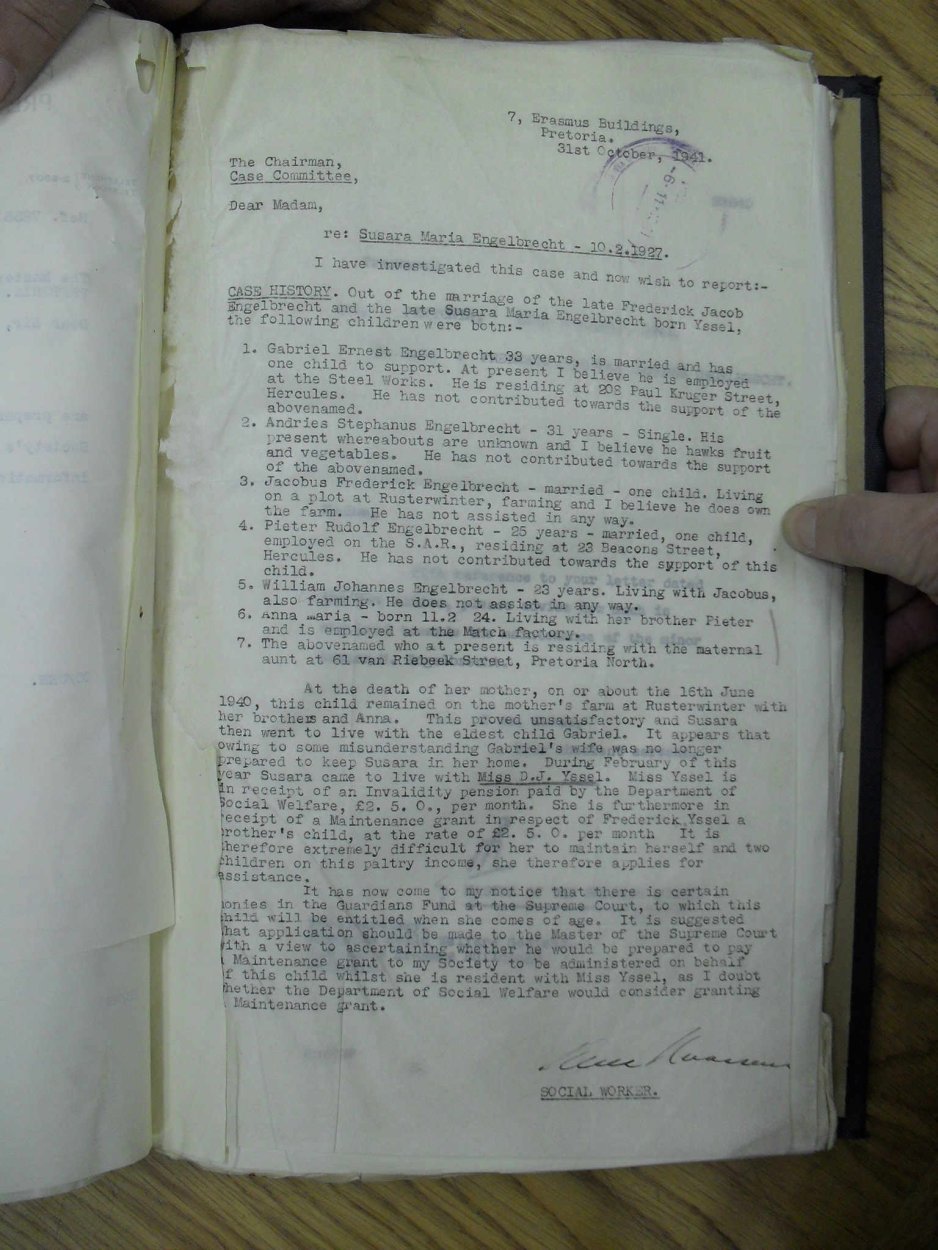 7, Erasmus Buildings,
Pretoria.
31st October, 1941.
The Chairman,
Case Committee,
Dear Madam,
re: Susara Maria Engelbrecht - 10.2.1927.
I have investigated this case and now wish to report:-
CASE HISTORY. Out of the marriage of the late Frederick Jacob
Engelbrecht and the late Susara Maria Engelbrecht born Yssel,
the following children were botn:-
1. Gabriel Ernest Engelbrecht 33 years, is married and has
one child to support. At present I believe he is employed
at the Steel Works. He is residing at 208 Paul Kruger Street,
Hercules. He has not contributed towards the support of the
abovenamed.
2. Andries Stephanus Engelbrecht - 31 years - Single. His
present whereabouts are unknown and I believe he hawks fruit
and vegetables. He has not contributed towards the support
of the abovenamed.
3. Jacobus Frederick Engelbrecht - married - one child. Living
on a plot at Rusterwinter, farming and I believe he does own
the farm. He has not assisted in any way.
4. Pieter Rudolf Engelbrecht - 25 years - married, one child,
employed on the S.A.R., residing at 23 Beacons Street,
Hercules. He has not contributed towards the support of this
child.
5. William Johannes Engelbrecht - 23 years. Living with Jacobus,
also farming. He does not assist in any way.
6. Anna maria - born 11.2 24. Living with her brother Pieter
and is employed at the Match factory.
7. The abovenamed who at present is residing with the maternal
aunt at 61 van Riebeek Street, Pretoria North.
At the death of her mother, on or about the 16th June
1940, this child remained on the mother's farm at Rusterwinter with
her brothers and Anna. This proved unsatisfactory and Susara
then went to live with the eldest child Gabriel. It appears that
owing to some misunderstanding Gabriel's wife was no longer
prepared to keep Susara in her home. During February of this
year Susara came to live with Miss D.J. Yssel. Miss Yssel is
in receipt of an Invalidity pension paid by the Department of
Social Welfare, £2. 5. 0., per month. She is furthermore in
receipt of a Maintenance grant in respect of Frederick Yssel a
brother's child, at the rate of £2. 5. 0. per month It is
therefore extremely difficult for her to maintain herself and two
children on this paltry income, she therefore applies for
assistance.
It has now come to my notice that there is certain
monies in the Guardians Fund at the Supreme Court, to which this
child will be entitled when she comes of age. It is suggested
that application should be made to the Master of the Supreme Court
with a view to ascertaining whether he would be prepared to pay
a Maintenance grant to my Society to be administered on behalf
of this child whilst she is resident with Miss Yssel, as I doubt
whether the Department of Social Welfare would consider granting
a Maintenance grant.
SOCIAL WORKER.